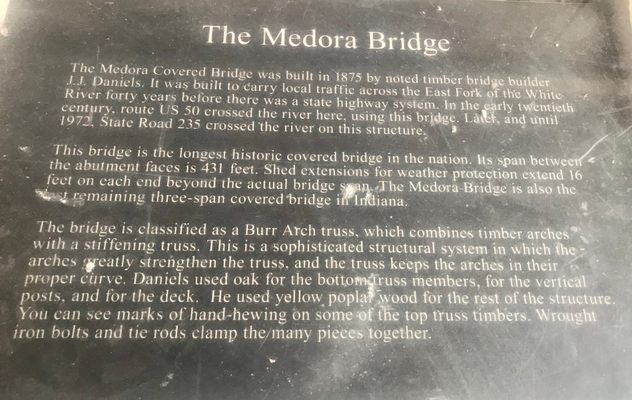 The Medora Bridge
The Medora Covered Bridge was built in 1875 by noted timber bridge builder
J.J. Daniels. It was built to carry local traffic across the East Fork of the White
River forty years before there was a state highway system. In the early twentieth
century, route US 50 crossed the river here, using this bridge. Later, and until
1972, State Road 235 crossed the river on this structure.
This bridge is the longest historic covered bridge in the nation. Its span between
the abutment faces is 431 feet. Shed extensions for weather protection extend 16
feet on each end beyond the actual bridge span. The Medora Bridge is also the
last remaining three-span covered bridge in Indiana.
The bridge is classified as a Burr Arch truss, which combines timber arches
with a stiffening truss. This is a sophisticated structural system in which the
arches greatly strengthen the truss, and the truss keeps the arches in their
proper curve. Daniels used oak for the bottom truss members, for the vertical
posts, and for the deck. He used yellow poplar wood for the rest of the structure.
You can see marks of hand-hewing on some of the top truss timbers. Wrought
iron bolts and tie rods clamp the many pieces together.